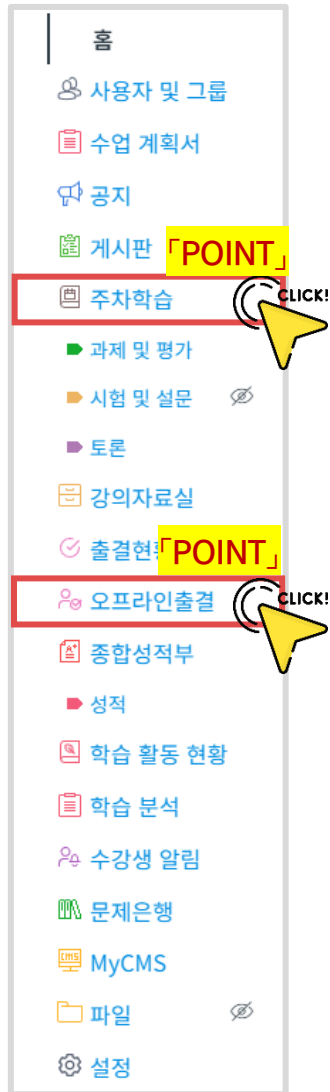 홈
사용자 및 그룹
수업 계획서
공지
게시판 「POINT」
주차학습 CLICK!
과제 및 평가
시험 및 설문
토론
강의자료실
출결현 「POINT」
오프라인출결 CLICK!
종합성적부
성적
학습 활동 현황
학습 분석
수강생 알림
문제은행
CMS MyCMS
파일
설정